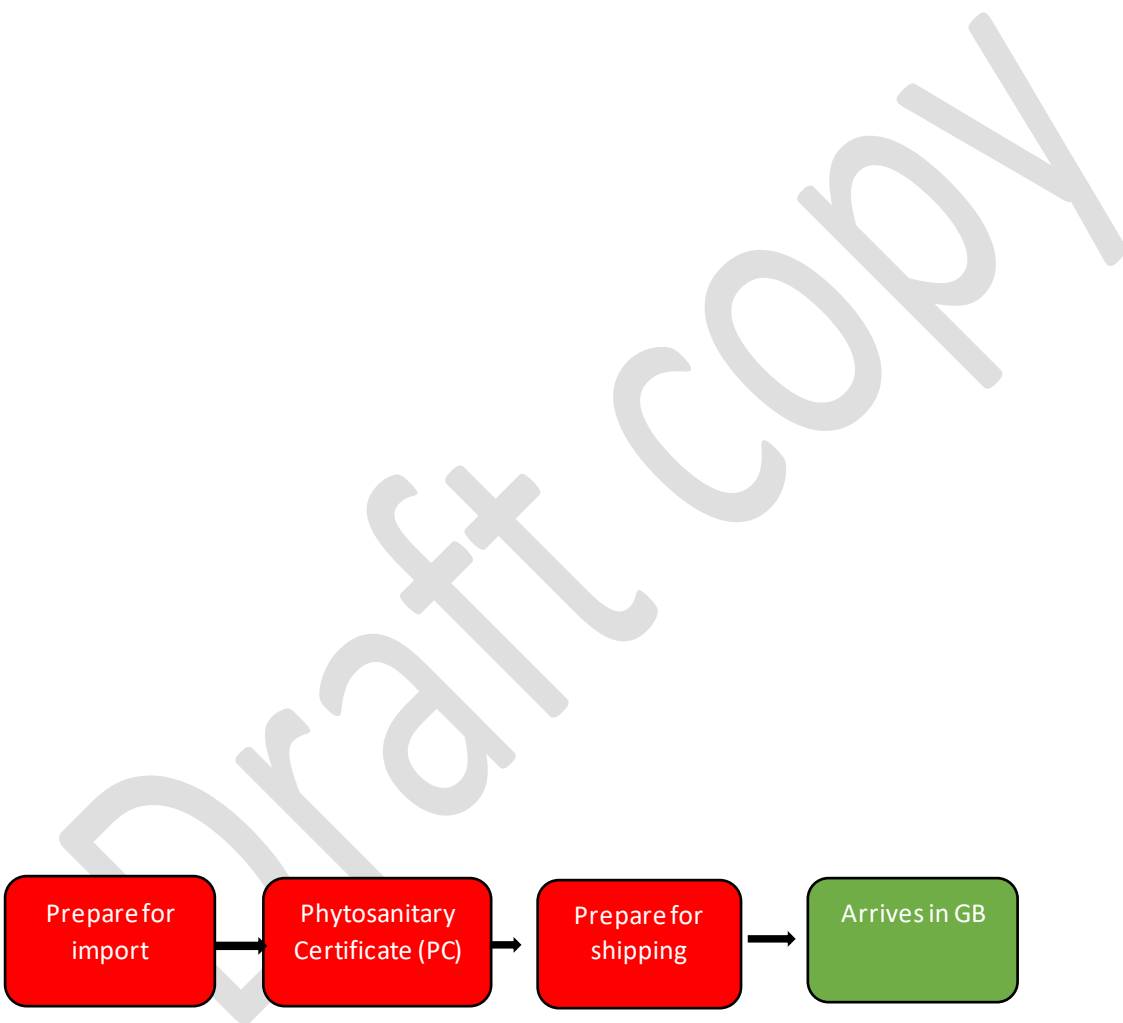 Draft copy
Prepare for
import
Phytosanitary
Certificate (PC)
Prepare for
shipping
Arrives in GB